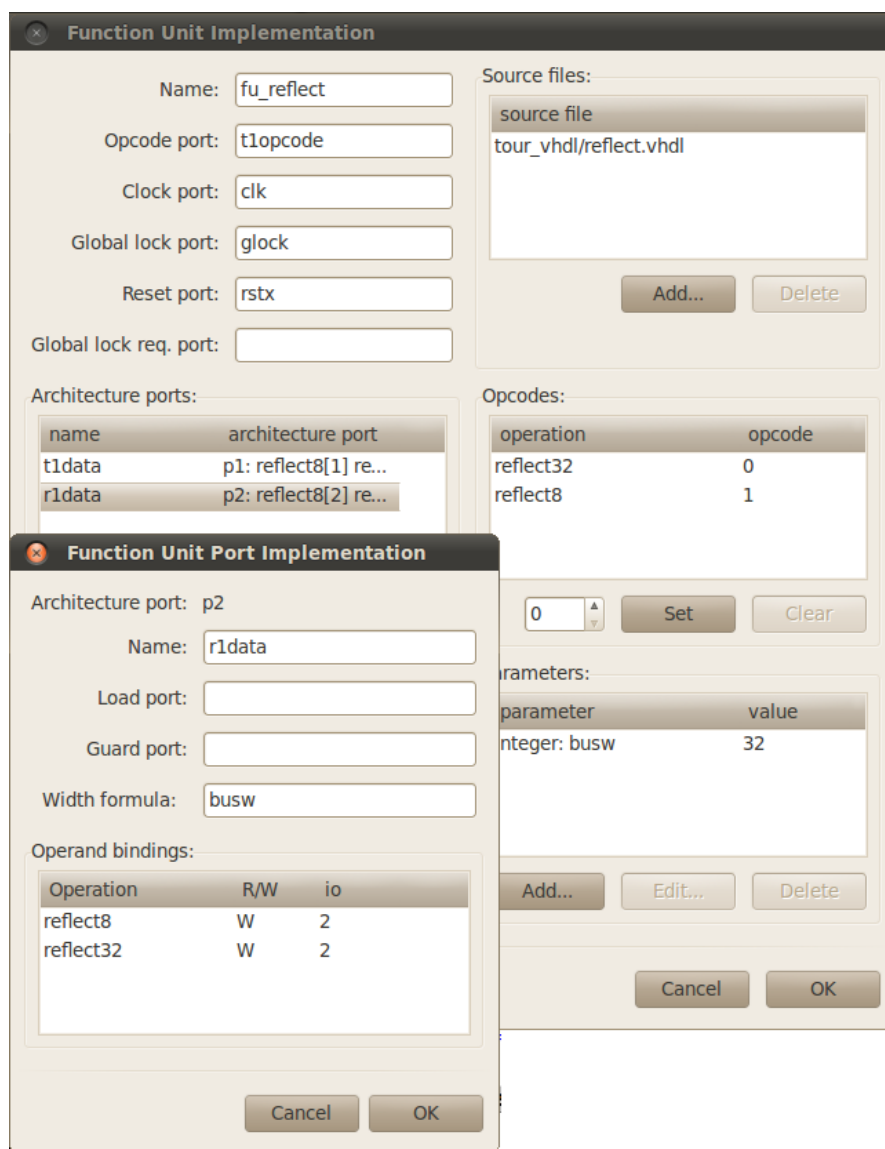 Function Unit Implementation
Name: fu_reflect
Opcode port: t1opcode
Clock port: clk
Global lock port: glock
Reset port: rstx
Global lock req. port:
Source files:
source file
tour_vhdl/reflect.vhdl
Add... Delete
Architecture ports:
name architecture port
t1data p1: reflect8[1] re...
r1data p2: reflect8[2] re...
Opcodes:
operation opcode
reflect32 0
reflect8 1
0 Set Clear
rameters:
parameter value
nteger: busw 32
Add... Edit... Delete
Cancel OK
Function Unit Port Implementation
Architecture port: p2
Name: r1data
Load port:
Guard port:
Width formula: busw
Operand bindings:
Operation R/W io
reflect8 W 2
reflect32 W 2
Cancel OK